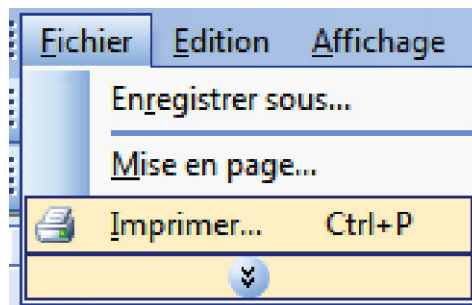 Fichier Edition Affichage
Enregistrer sous...
Mise en page...
Imprimer... Ctrl+P